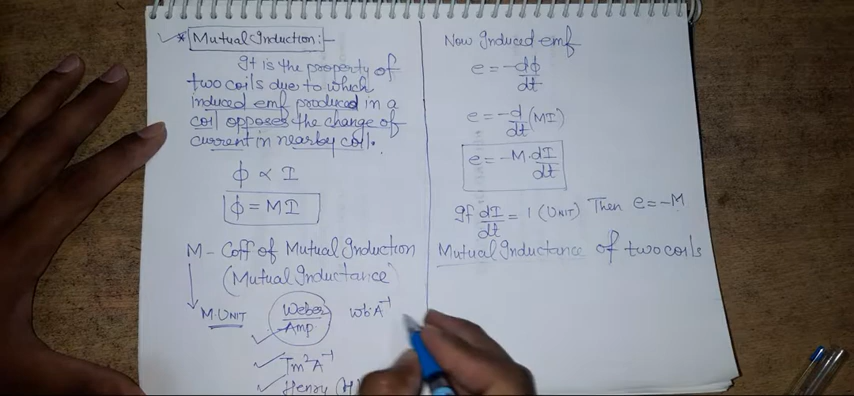 * Mutual Induction:-
It is the property of
two coils due to which
induced emf produced in a
coil opposes the change of
current in nearby coil.
ϕ ∝ I
ϕ = MI
M - Coff of Mutual Induction
(Mutual Inductance)
M. UNIT Weber/Amp Wb A⁻¹
Tm²A⁻¹
Henry (H)
Now Induced emf
e = -dϕ/dt
e = -d/dt (MI)
e = -M.dI/dt
If dI/dt = 1 (UNIT) Then e = -M
Mutual Inductance of two coils